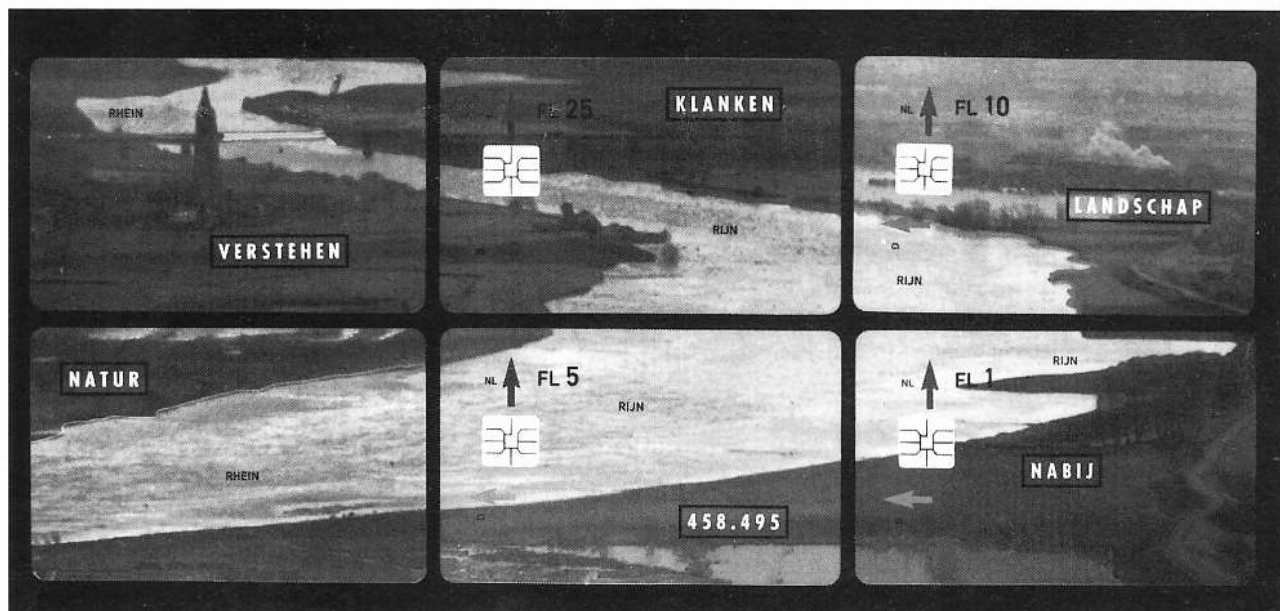 RHEIN
VERSTEHEN
FL 25
KLANKEN
RIJN
NL
FL 10
LANDSCHAP
D
RIJN
NATUR
RHEIN
NL
FL 5
RIJN
D
458.495
NL
FL 1
RIJN
NABIJ